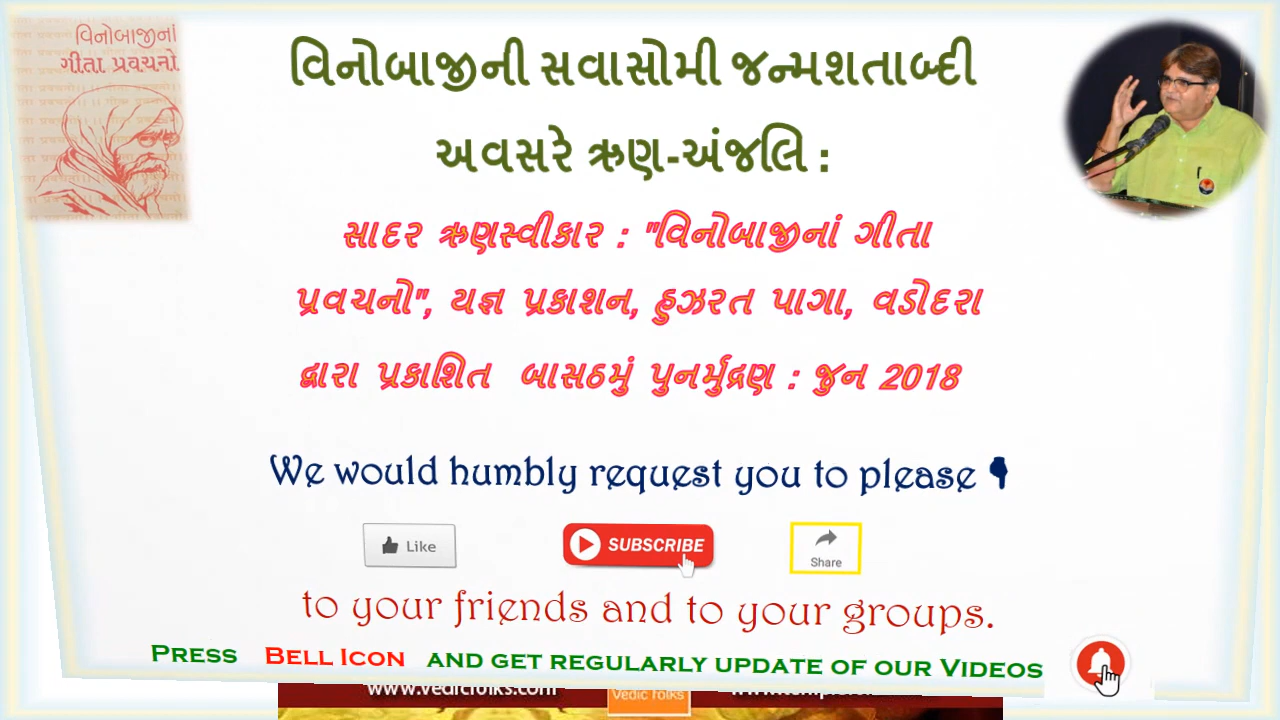 વિનોબાજીનાં
ગીતા પ્રવચનો
વિનોબાજીની સવાસોમી જન્મશતાબ્દી
અવસરે ઋણ-અંજલિ :
સાદર ઋણસ્વીકાર : "વિનોબાજીનાં ગીતા
પ્રવચનો", યજ્ઞ પ્રકાશન, હુઝરત પાગા, વડોદરા
દ્વારા પ્રકાશિત બાસઠમું પુનર્મુદ્રણ : જુન 2018
We would humbly request you to please 👇
Like
SUBSCRIBE
Share
to your friends and to your groups.
PRESS BELL ICON AND GET REGULARLY UPDATE OF OUR VIDEOS
www.vedicfolks.com
Vedic folks